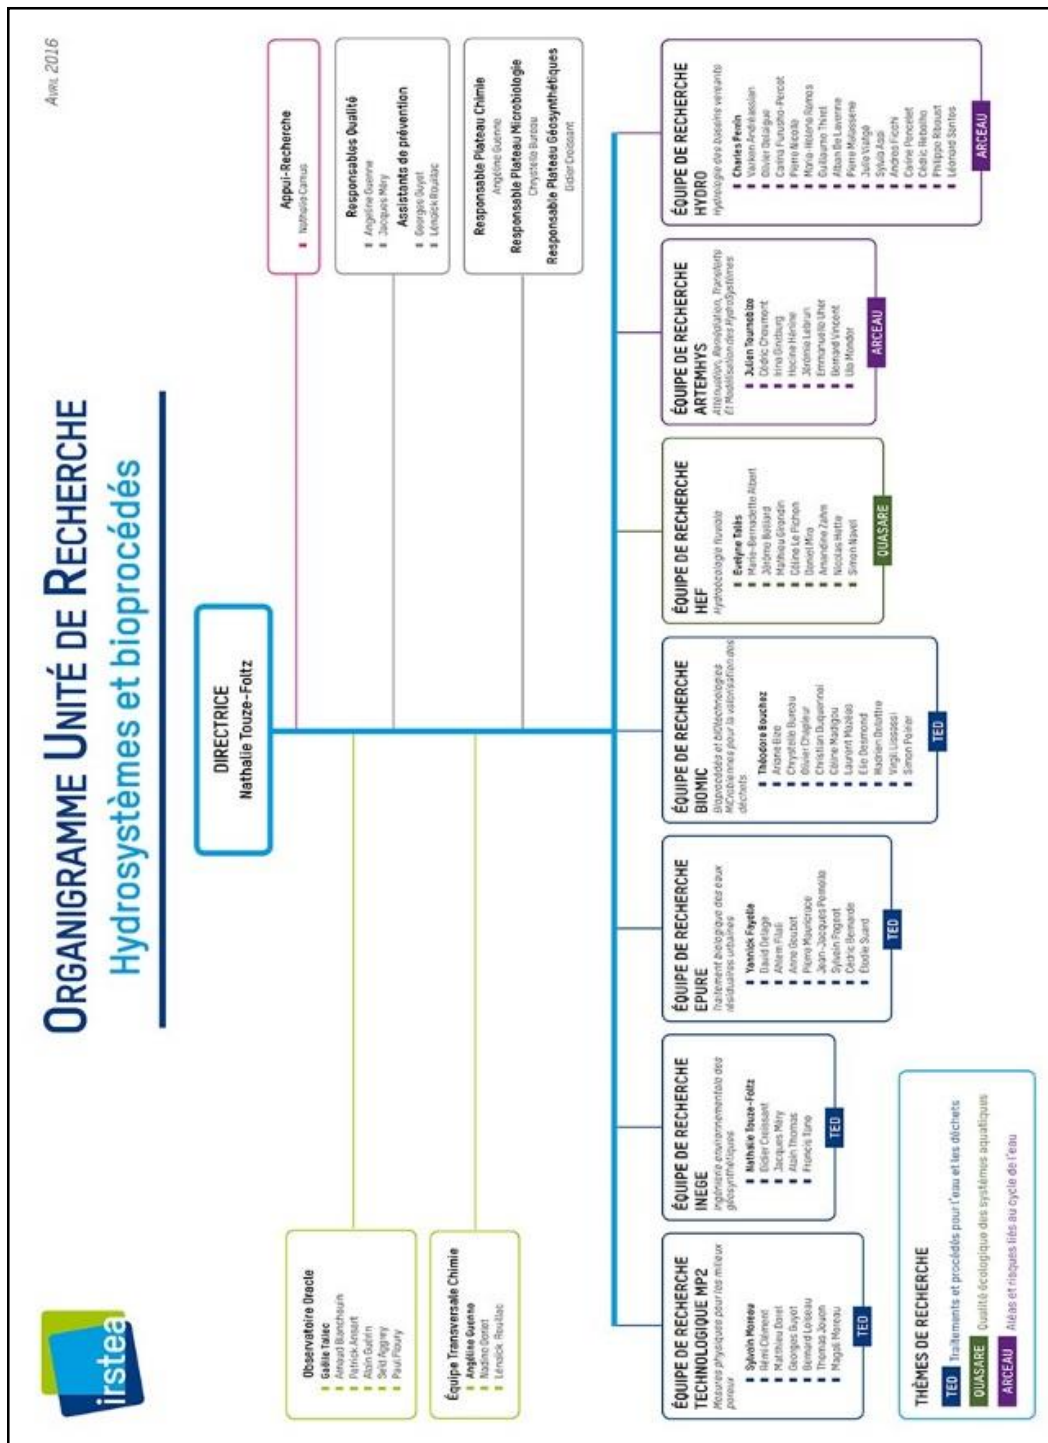 irstea
ORGANIGRAMME UNITÉ DE RECHERCHE
Hydrosystèmes et bioprocédés
AVRIL 2016
DIRECTRICE
Nathalie Touze-Foltz
Observatoire Oracle
Gaëlle Tallec
Arnaud Blanchouin
Patrick Ansart
Alain Guérin
Seïd Aggrey
Paul Floury
Équipe Transversale Chimie
Angéline Guenne
Nadine Dorlet
Lénaïck Rouillac
Appui-Recherche
Nathalie Camus
Responsables Qualité
Angéline Guenne
Jacques Méry
Assistants de prévention
Georges Guyot
Lénaïck Rouillac
Responsable Plateau Chimie
Angéline Guenne
Responsable Plateau Microbiologie
Chrystelle Bureau
Responsable Plateau Géosynthétiques
Didier Croissant
ÉQUIPE DE RECHERCHE
TECHNOLOGIQUE MP2
Mesures physiques pour les milieux
poreux
Sylvain Moreau
Rémi Clément
Matthieu Dorel
Georges Guyot
Bernard Loiseau
Thomas Jouen
Magali Moreau
TED
ÉQUIPE DE RECHERCHE
INEGE
Ingénierie environnementale des
géosynthétiques
Nathalie Touze-Foltz
Didier Croissant
Jacques Méry
Alain Thomas
Francis Tano
TED
ÉQUIPE DE RECHERCHE
EPURE
Traitement biologique des eaux
résiduaires urbaines
Yannick Fayolle
David Delage
Ahlem Filali
Anne Goubet
Pierre Mauricrace
Jean-Jacques Pernelle
Sylvain Pageot
Cédric Bernarde
Élodie Suard
TED
ÉQUIPE DE RECHERCHE
BIOMIC
Bioprocédés et biotechnologies
MICrobiennes pour la valorisation des
déchets
Théodore Bouchez
Ariane Bize
Chrystelle Bureau
Olivier Chapleur
Christian Duquennoi
Céline Madigou
Laurent Mazéas
Elie Desmond
Madrien Delattre
Virgil Lissassi
Simon Poirier
TED
ÉQUIPE DE RECHERCHE
HEF
Hydroécologie fluviale
Evelyne Talès
Marie-Bernadette Albert
Jérôme Belliard
Mathieu Girondin
Céline Le Pichon
Daniel Mira
Amandine Zahm
Nicolas Hette
Simon Navel
QUASARE
ÉQUIPE DE RECHERCHE
ARTEMHYS
Atténuation, Remédiation, Transferts
Et Modélisation des HydroSystèmes
Julien Tournebize
Cédric Chaumont
Irina Ginzburg
Hocine Hénine
Jérémie Lebrun
Emmanuelle Uher
Bernard Vincent
Lila Mondor
ARCEAU
ÉQUIPE DE RECHERCHE
HYDRO
Hydrologie des bassins versants
Charles Perrin
Vazken Andréassian
Olivier Delaigue
Carina Furusho-Percot
Pierre Nicolle
Maria-Helena Ramos
Guillaume Thirel
Alban De Lavenne
Pierre Malassene
Julie Viatgé
Sylvia Assi
Andrea Ficchi
Carine Poncelet
Cédric Rebolho
Philippe Riboust
Léonard Santos
ARCEAU
THÈMES DE RECHERCHE
TED Traitements et procédés pour l'eau et les déchets
QUASARE Qualité écologique des systèmes aquatiques
ARCEAU Aléas et risques liés au cycle de l'eau